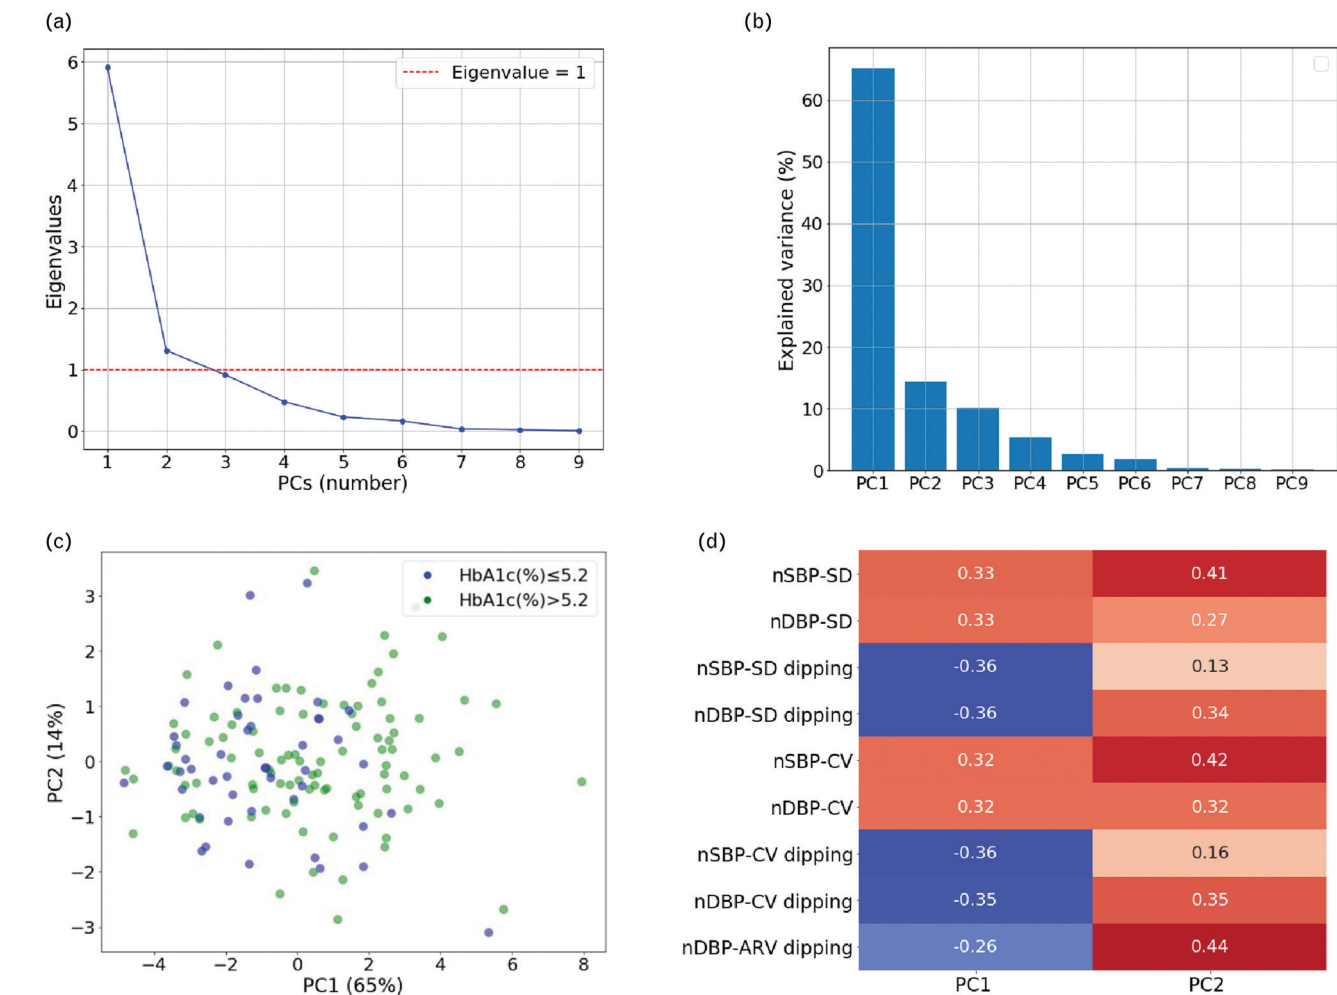 (a)
6
5
4
3
2
1
0
Eigenvalues
Eigenvalue = 1
1 2 3 4 5 6 7 8 9
PCs (number)
(b)
60
50
40
30
20
10
0
Explained variance (%)
PC1 PC2 PC3 PC4 PC5 PC6 PC7 PC8 PC9
(c)
3
2
1
0
−1
−2
−3
PC2 (14%)
HbA1c(%)≤5.2
HbA1c(%)>5.2
−4 −2 0 2 4 6 8
PC1 (65%)
(d)
nSBP-SD 0.33 0.41
nDBP-SD 0.33 0.27
nSBP-SD dipping -0.36 0.13
nDBP-SD dipping -0.36 0.34
nSBP-CV 0.32 0.42
nDBP-CV 0.32 0.32
nSBP-CV dipping -0.36 0.16
nDBP-CV dipping -0.35 0.35
nDBP-ARV dipping -0.26 0.44
PC1 PC2